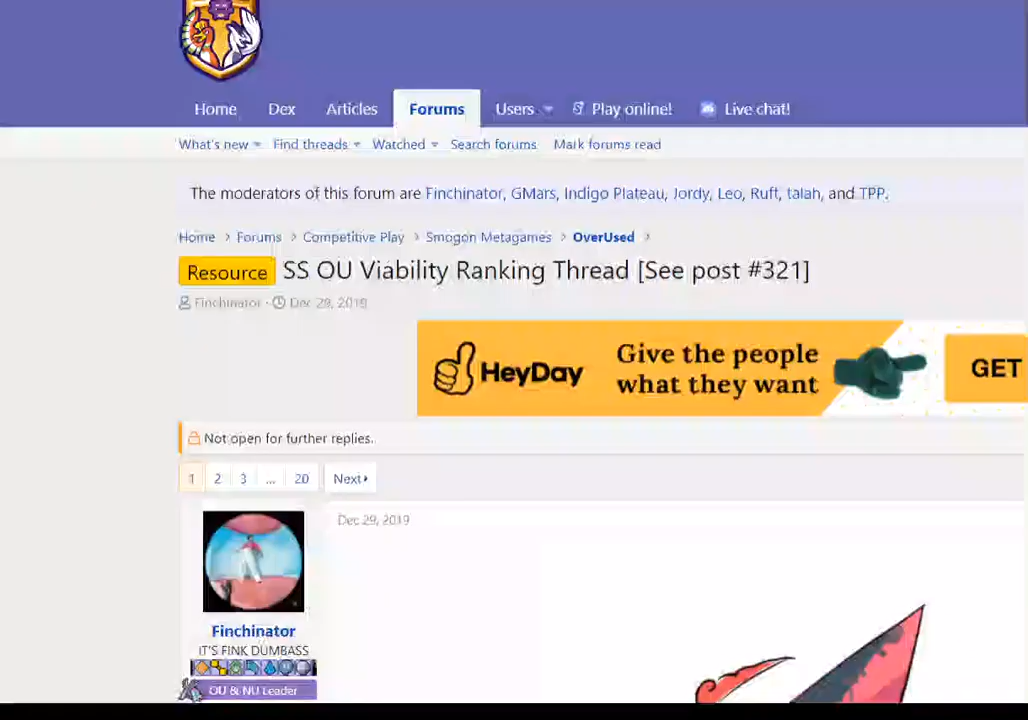 Home Dex Articles Forums Users Play online! Live chat!
What's new Find threads Watched Search forums Mark forums read
The moderators of this forum are Finchinator, GMars, Indigo Plateau, Jordy, Leo, Ruff, talah, and TPP.
Home > Forums > Competitive Play > Smogon Metagames > OverUsed >
Resource SS OU Viability Ranking Thread [See post #321]
Finchinator · Dec 29, 2019
HeyDay
Give the people
what they want
GET
Not open for further replies.
1 2 3 ... 20 Next
Dec 29, 2019
Finchinator
IT'S FINK DUMBASS
OU & NU Leader